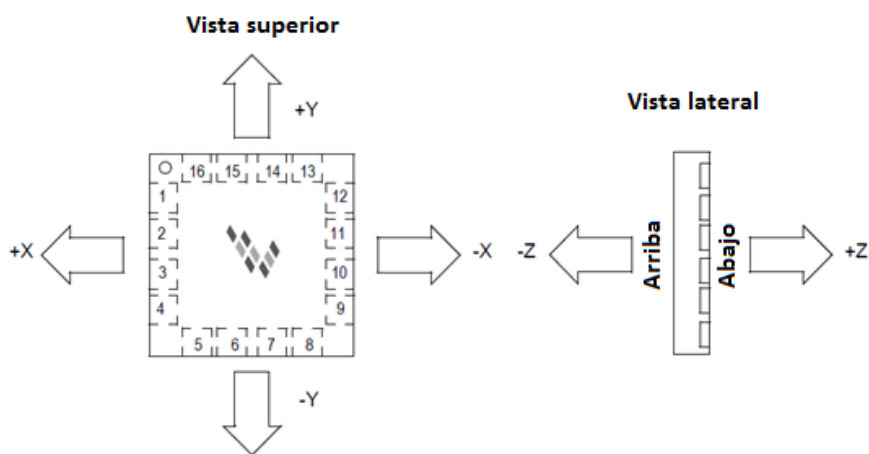 Vista superior
+Y
Vista lateral
16 15 14 13
1 12
2 11
+X -X
3 10
4 9
5 6 7 8
-Y
-Z Arriba Abajo +Z